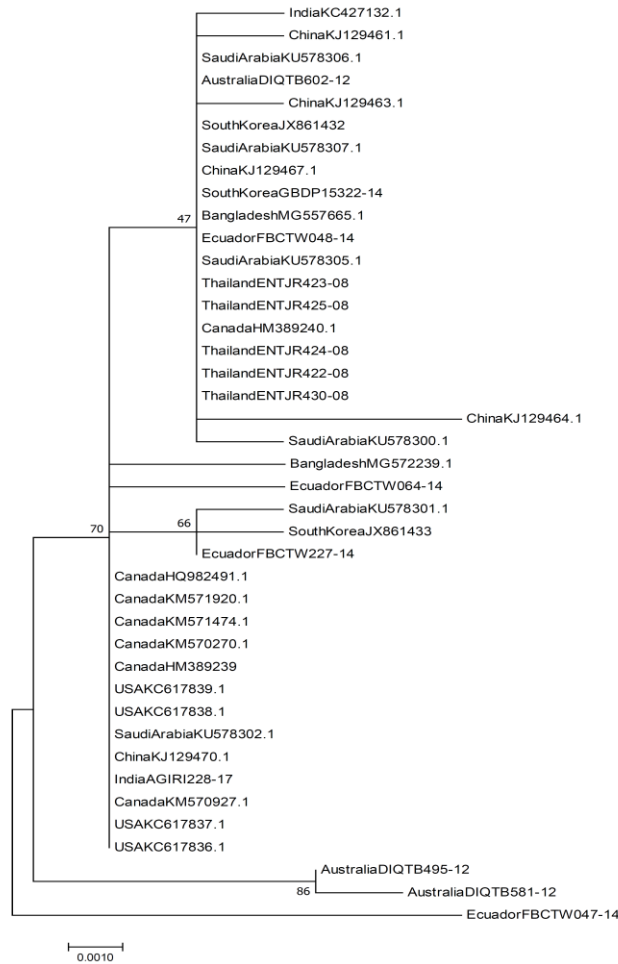 IndiaKC427132.1
ChinaKJ129461.1
SaudiArabiaKU578306.1
AustraliaDIQTB602-12
ChinaKJ129463.1
SouthKoreaJX861432
SaudiArabiaKU578307.1
ChinaKJ129467.1
SouthKoreaGBDP15322-14
47
BangladeshMG557665.1
EcuadorFBCTW048-14
SaudiArabiaKU578305.1
ThailandENTJR423-08
ThailandENTJR425-08
CanadaHM389240.1
ThailandENTJR424-08
ThailandENTJR422-08
ThailandENTJR430-08
ChinaKJ129464.1
SaudiArabiaKU578300.1
BangladeshMG572239.1
EcuadorFBCTW064-14
SaudiArabiaKU578301.1
70
66
SouthKoreaJX861433
EcuadorFBCTW227-14
CanadaHQ982491.1
CanadaKM571920.1
CanadaKM571474.1
CanadaKM570270.1
CanadaHM389239
USAKC617839.1
USAKC617838.1
SaudiArabiaKU578302.1
ChinaKJ129470.1
IndiaAGIRI228-17
CanadaKM570927.1
USAKC617837.1
USAKC617836.1
AustraliaDIQTB495-12
86
AustraliaDIQTB581-12
EcuadorFBCTW047-14
0.0010